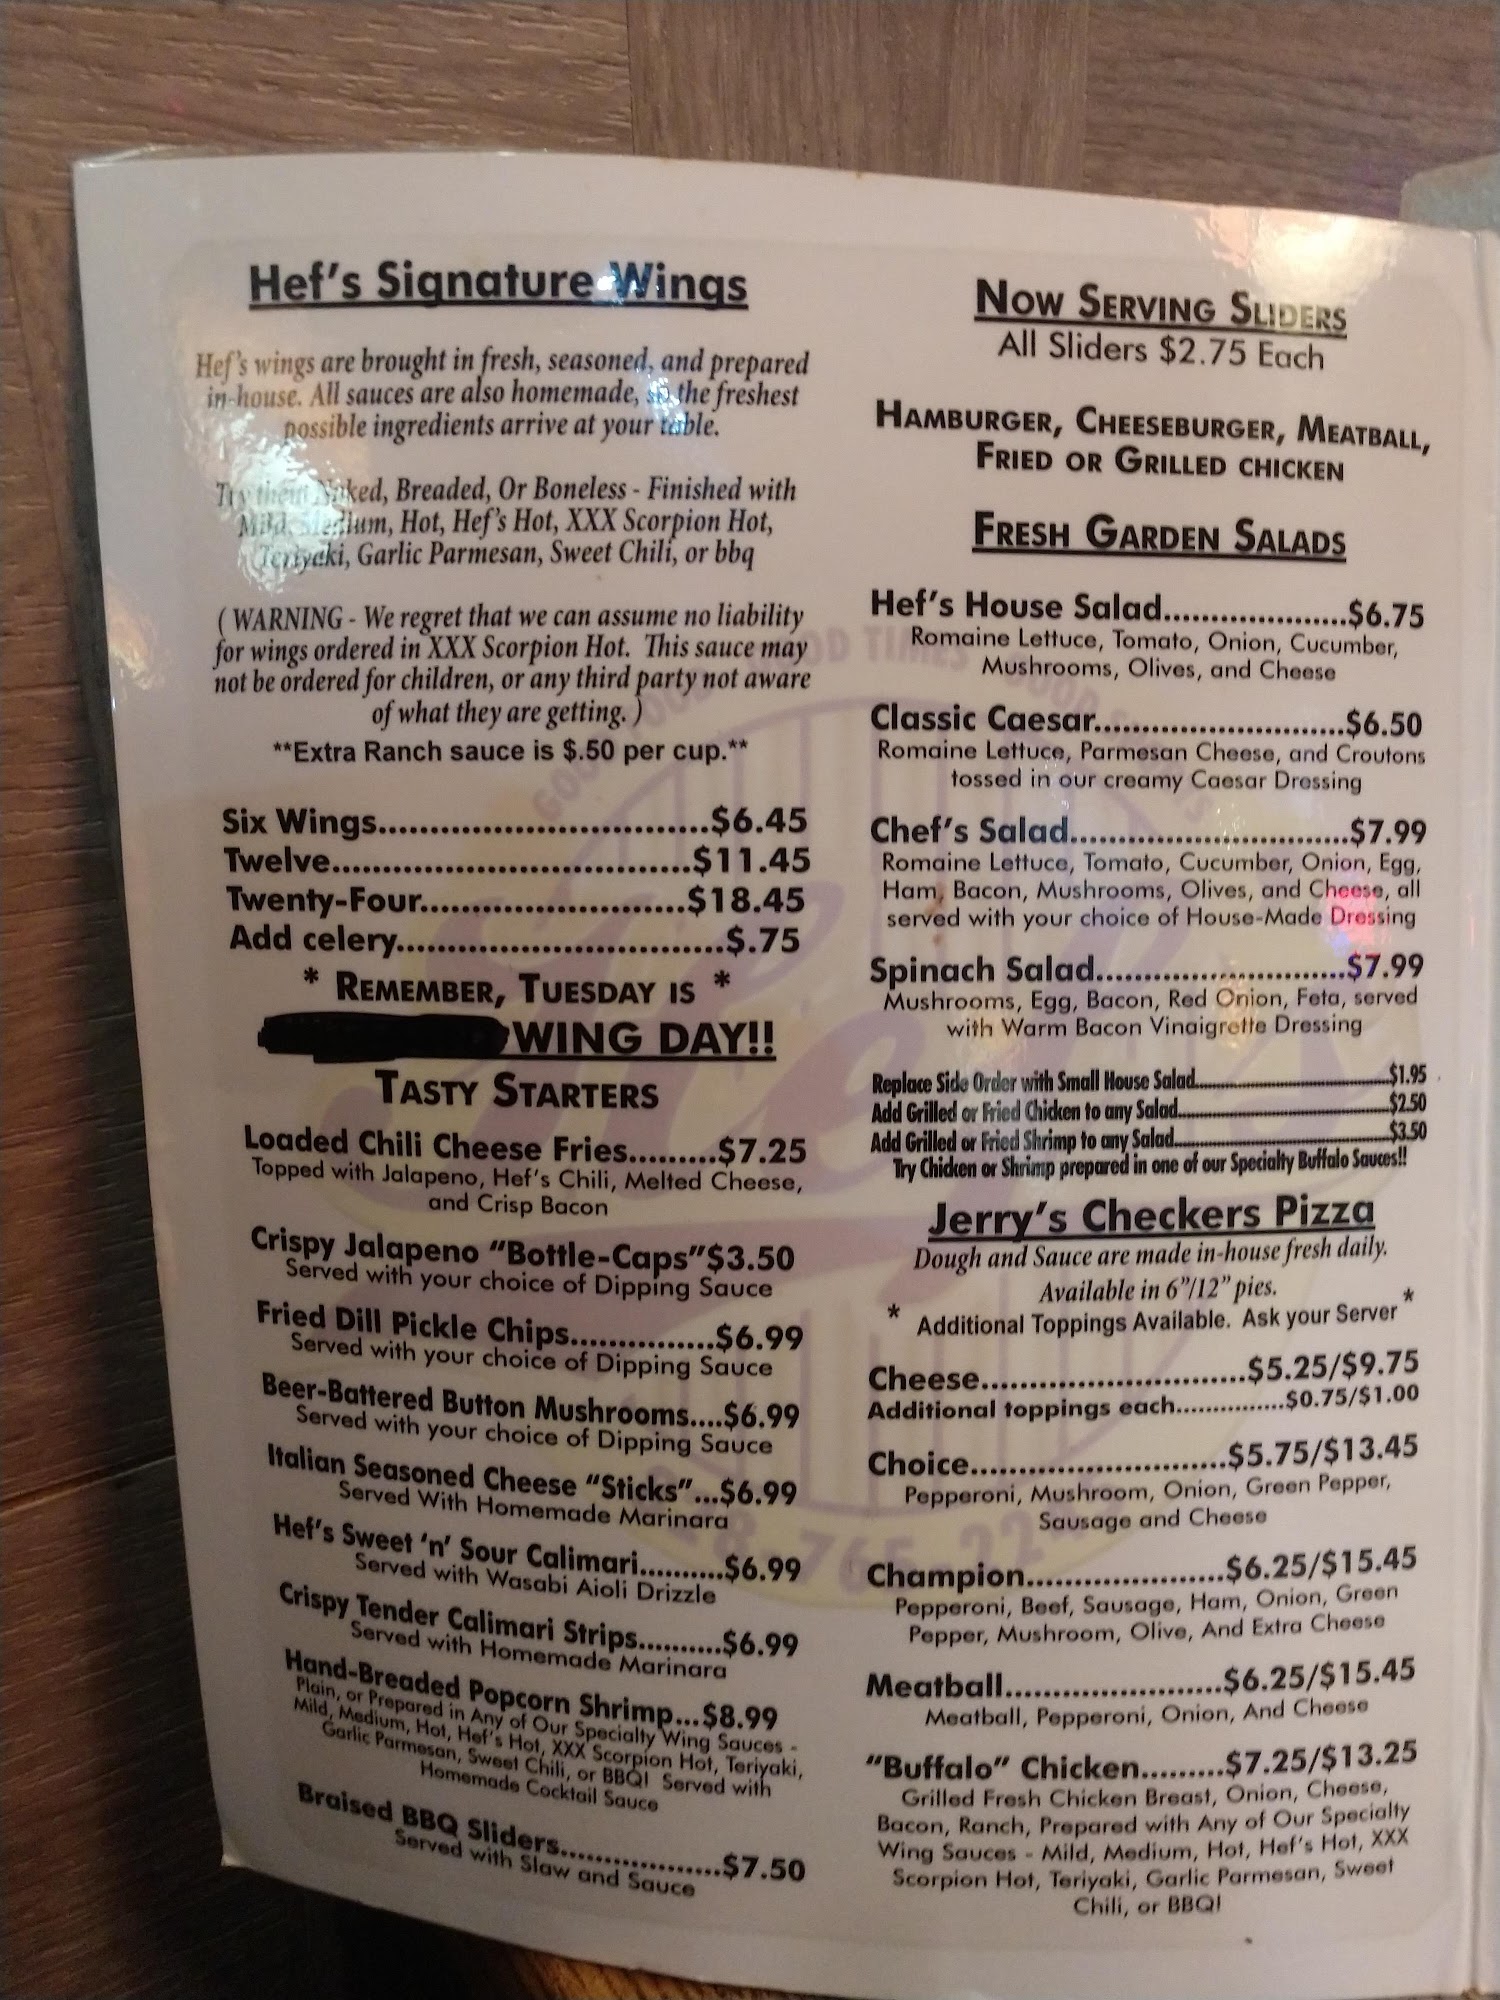 Hef's Signature Wings
Hef's wings are brought in fresh, seasoned, and prepared
in-house. All sauces are also homemade, so the freshest
possible ingredients arrive at your table.
Try them Naked, Breaded, Or Boneless - Finished with
Mild, Medium, Hot, Hef's Hot, XXX Scorpion Hot,
Teriyaki, Garlic Parmesan, Sweet Chili, or bbq
( WARNING - We regret that we can assume no liability
for wings ordered in XXX Scorpion Hot. This sauce may
not be ordered for children, or any third party not aware
of what they are getting. )
**Extra Ranch sauce is $.50 per cup.**
Six Wings................................$6.45
Twelve...................................$11.45
Twenty-Four..........................$18.45
Add celery................................$.75
* REMEMBER, TUESDAY IS *
WING DAY!!
TASTY STARTERS
Loaded Chili Cheese Fries.........$7.25
Topped with Jalapeno, Hef's Chili, Melted Cheese,
and Crisp Bacon
Crispy Jalapeno "Bottle-Caps"$3.50
Served with your choice of Dipping Sauce
Fried Dill Pickle Chips...............$6.99
Served with your choice of Dipping Sauce
Beer-Battered Button Mushrooms....$6.99
Served with your choice of Dipping Sauce
Italian Seasoned Cheese "Sticks"...$6.99
Served With Homemade Marinara
Hef's Sweet 'n' Sour Calimari..........$6.99
Served with Wasabi Aioli Drizzle
Crispy Tender Calimari Strips..........$6.99
Served with Homemade Marinara
Hand-Breaded Popcorn Shrimp...$8.99
Plain, or Prepared in Any of Our Specialty Wing Sauces -
Mild, Medium, Hot, Hef's Hot, XXX Scorpion Hot, Teriyaki,
Garlic Parmesan, Sweet Chili, or BBQ! Served with
Homemade Cocktail Sauce
Braised BBQ Sliders..................$7.50
Served with Slaw and Sauce
NOW SERVING SLIDERS
All Sliders $2.75 Each
HAMBURGER, CHEESEBURGER, MEATBALL,
FRIED OR GRILLED CHICKEN
FRESH GARDEN SALADS
Hef's House Salad....................$6.75
Romaine Lettuce, Tomato, Onion, Cucumber,
Mushrooms, Olives, and Cheese
Classic Caesar.........................$6.50
Romaine Lettuce, Parmesan Cheese, and Croutons
tossed in our creamy Caesar Dressing
Chef's Salad............................$7.99
Romaine Lettuce, Tomato, Cucumber, Onion, Egg,
Ham, Bacon, Mushrooms, Olives, and Cheese, all
served with your choice of House-Made Dressing
Spinach Salad..........................$7.99
Mushrooms, Egg, Bacon, Red Onion, Feta, served
with Warm Bacon Vinaigrette Dressing
Replace Side Order with Small House Salad..............................$1.95
Add Grilled or Fried Chicken to any Salad..............................$2.50
Add Grilled or Fried Shrimp to any Salad..............................$3.50
Try Chicken or Shrimp prepared in one of our Specialty Buffalo Sauces!!
Jerry's Checkers Pizza
Dough and Sauce are made in-house fresh daily.
Available in 6"/12" pies.
* Additional Toppings Available. Ask your Server *
Cheese...........................$5.25/$9.75
Additional toppings each...............$0.75/$1.00
Choice..........................$5.75/$13.45
Pepperoni, Mushroom, Onion, Green Pepper,
Sausage and Cheese
Champion.....................$6.25/$15.45
Pepperoni, Beef, Sausage, Ham, Onion, Green
Pepper, Mushroom, Olive, And Extra Cheese
Meatball.......................$6.25/$15.45
Meatball, Pepperoni, Onion, And Cheese
"Buffalo" Chicken.........$7.25/$13.25
Grilled Fresh Chicken Breast, Onion, Cheese,
Bacon, Ranch, Prepared with Any of Our Specialty
Wing Sauces - Mild, Medium, Hot, Hef's Hot, XXX
Scorpion Hot, Teriyaki, Garlic Parmesan, Sweet
Chili, or BBQ!